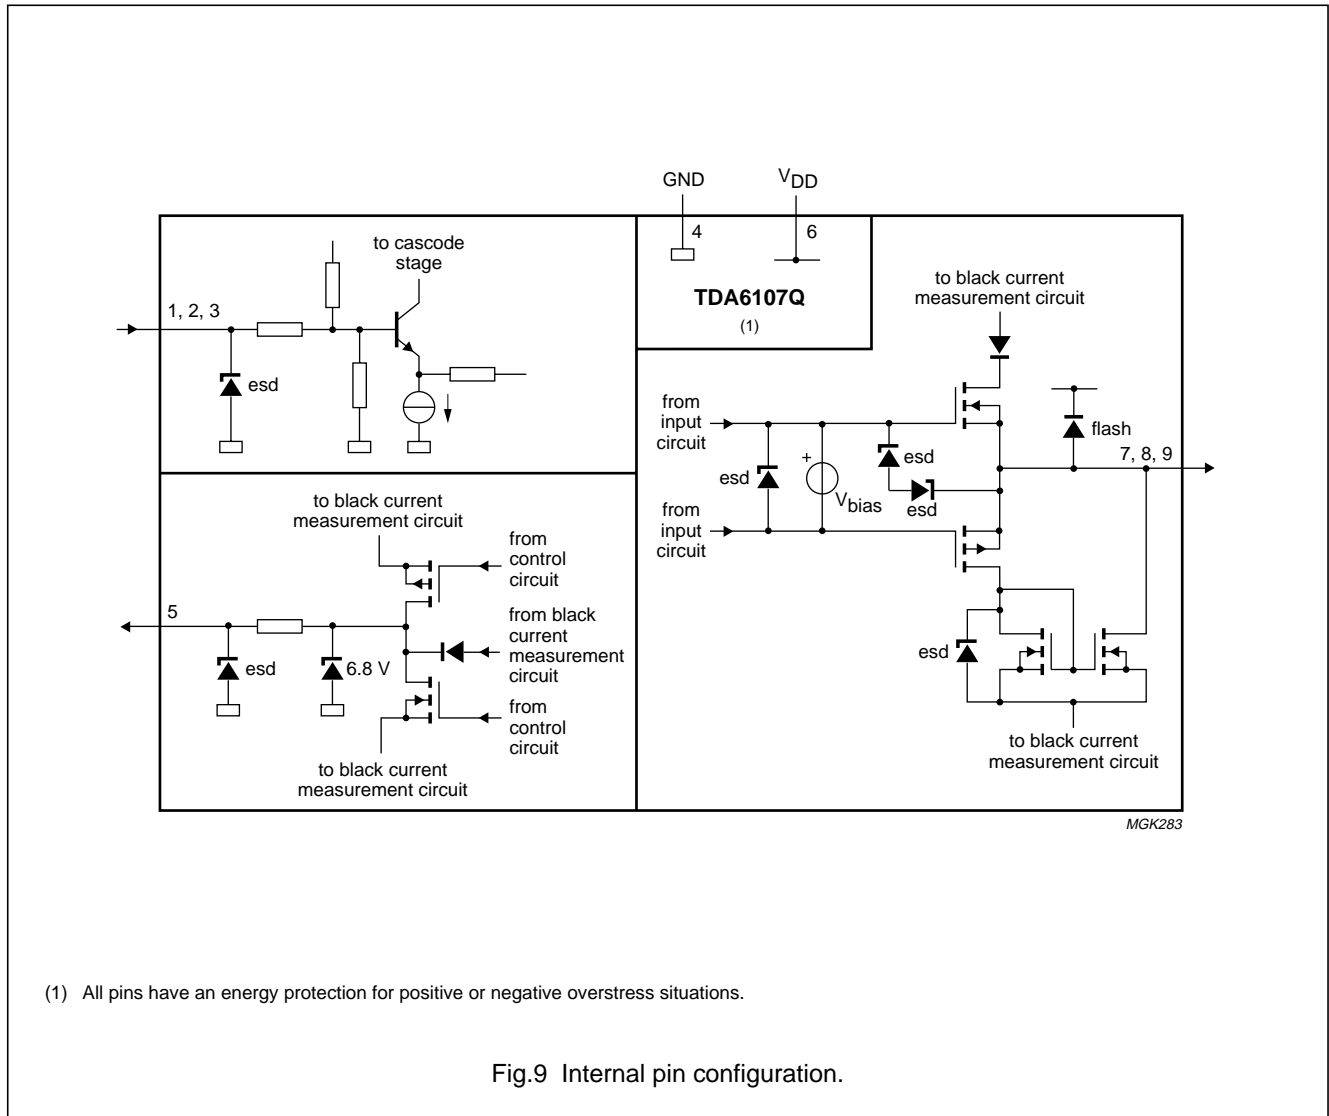 GND
VDD
4
6
TDA6107Q
(1)
to cascode
stage
1, 2, 3
esd
to black current
measurement circuit
from
input
circuit
flash
7, 8, 9
esd
esd
+
Vbias
esd
from
input
circuit
esd
to black current
measurement circuit
to black current
measurement circuit
from
control
circuit
5
from black
current
measurement
circuit
esd
6.8 V
from
control
circuit
to black current
measurement circuit
MGK283
(1) All pins have an energy protection for positive or negative overstress situations.
Fig.9 Internal pin configuration.